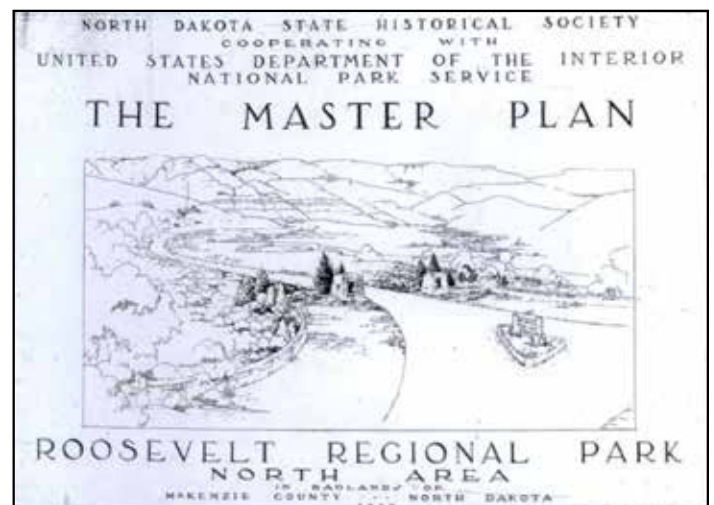 NORTH DAKOTA STATE HISTORICAL SOCIETY
COOPERATING WITH
UNITED STATES DEPARTMENT OF THE INTERIOR
NATIONAL PARK SERVICE
THE MASTER PLAN
ROOSEVELT REGIONAL PARK
NORTH AREA
IN BADLANDS OF
MCKENZIE COUNTY NORTH DAKOTA